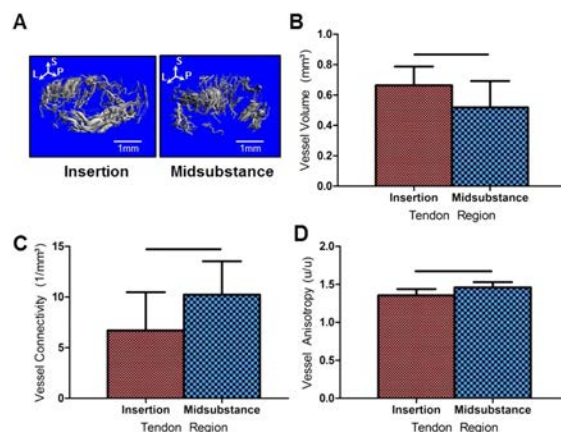 A
S
L
P
1mm
S
L
P
1mm
Insertion
Midsubstance
B
Vessel Volume (mm³)
1.0
0.8
0.6
0.4
0.2
0.0
Insertion
Midsubstance
Tendon Region
C
Vessel Connectivity (1/mm³)
15
10
5
0
Insertion
Midsubstance
Tendon Region
D
Vessel Anisotropy (u/u)
2.0
1.5
1.0
0.5
0.0
Insertion
Midsubstance
Tendon Region